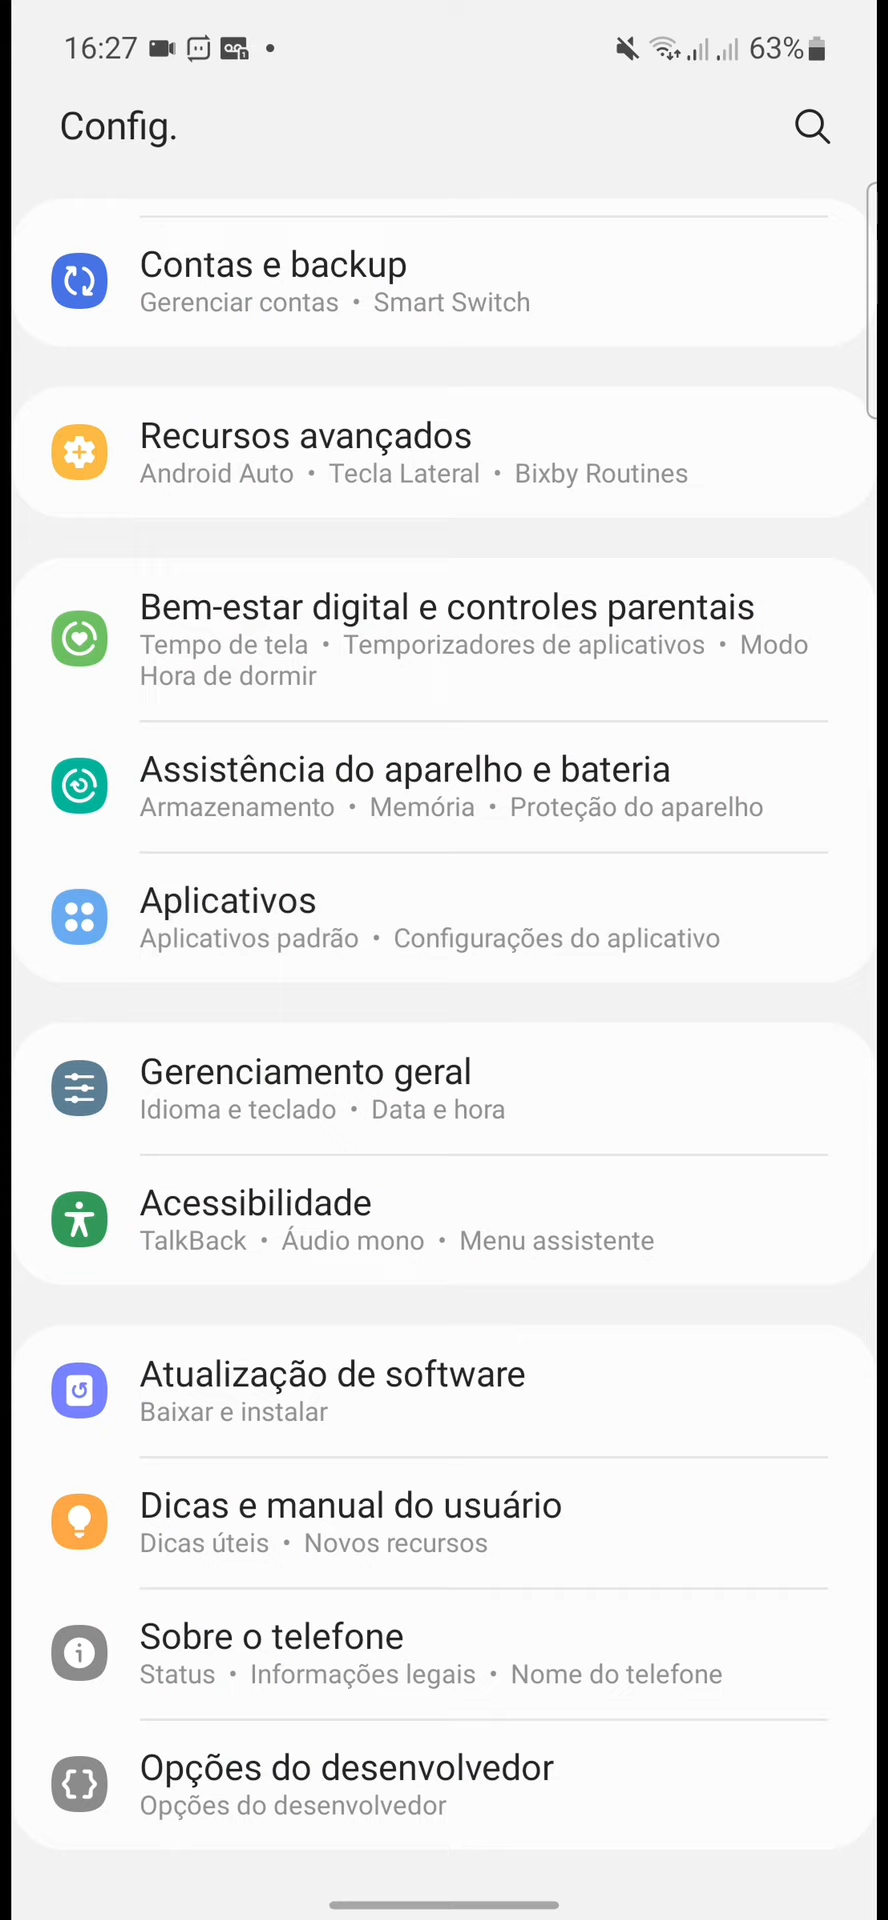 16:27
63%
Config.
Contas e backup
Gerenciar contas • Smart Switch
Recursos avançados
Android Auto • Tecla Lateral • Bixby Routines
Bem-estar digital e controles parentais
Tempo de tela • Temporizadores de aplicativos • Modo
Hora de dormir
Assistência do aparelho e bateria
Armazenamento • Memória • Proteção do aparelho
Aplicativos
Aplicativos padrão • Configurações do aplicativo
Gerenciamento geral
Idioma e teclado • Data e hora
Acessibilidade
TalkBack • Áudio mono • Menu assistente
Atualização de software
Baixar e instalar
Dicas e manual do usuário
Dicas úteis • Novos recursos
Sobre o telefone
Status • Informações legais • Nome do telefone
Opções do desenvolvedor
Opções do desenvolvedor